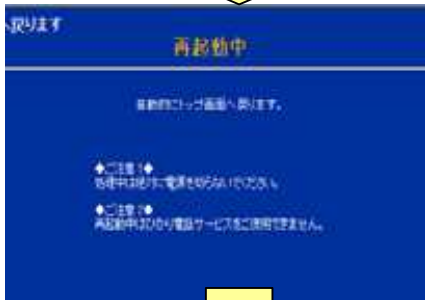 へ戻ります
再起動中
自動的にトップ画面へ戻ります。
◆ご注意！◆
処理中は絶対に電源を切らないでください。
◆ご注意！◆
再起動中はひかり電話サービスをご使用できません。